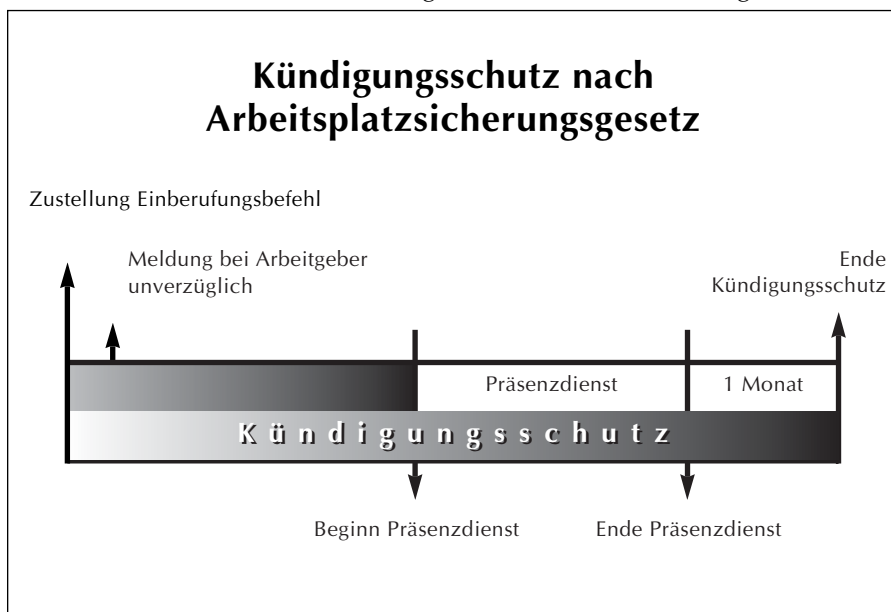 Kündigungsschutz nach
Arbeitsplatzsicherungsgesetz
Zustellung Einberufungsbefehl
Meldung bei Arbeitgeber
unverzüglich
Ende
Kündigungsschutz
Präsenzdienst
1 Monat
Kündigungsschutz
Beginn Präsenzdienst
Ende Präsenzdienst